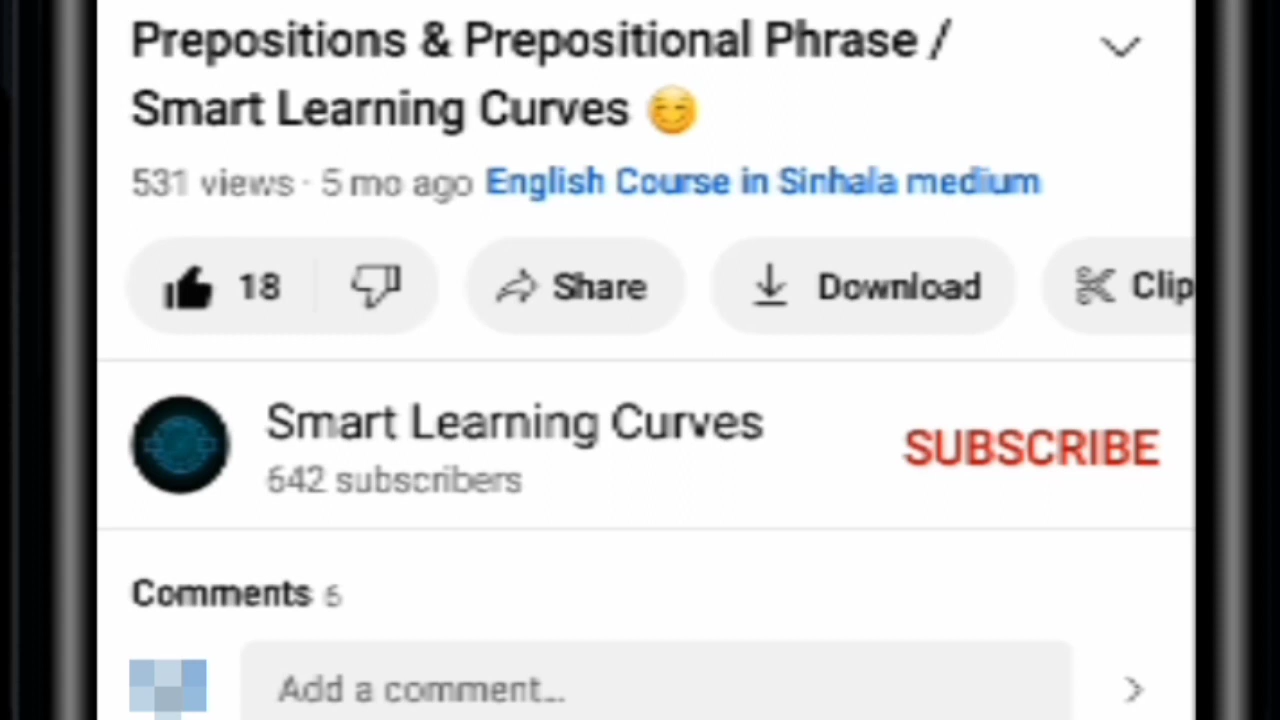 Prepositions & Prepositional Phrase /
Smart Learning Curves 😊
531 views · 5 mo ago English Course in Sinhala medium
18 Share Download Clip
Smart Learning Curves
642 subscribers
SUBSCRIBE
Comments 6
Add a comment...